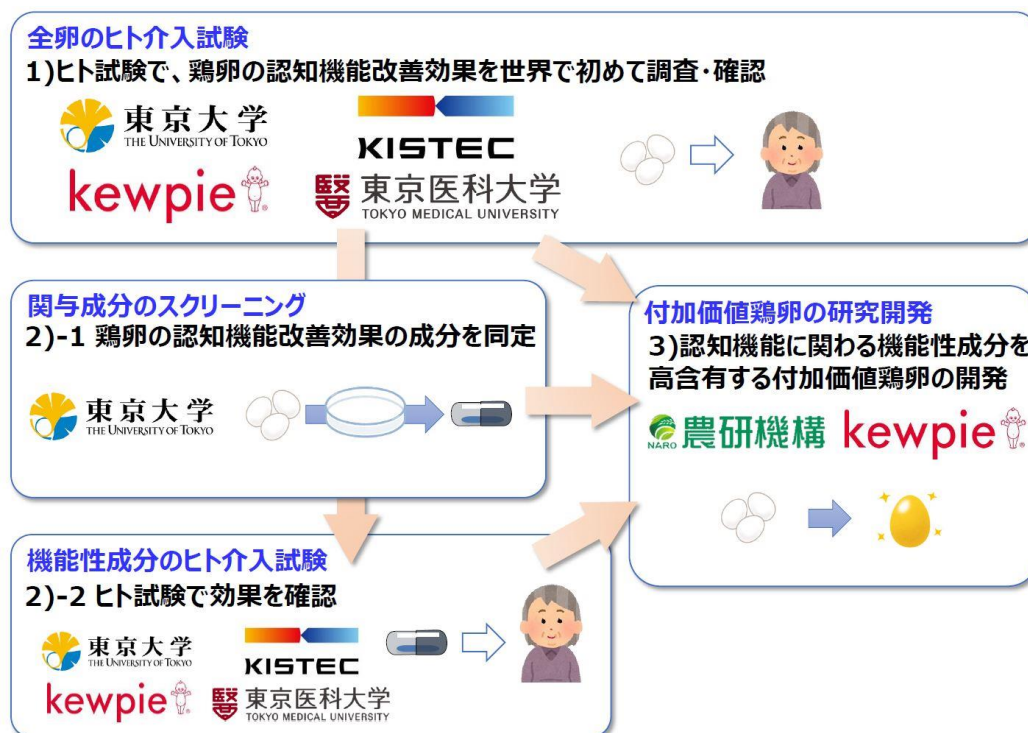 全卵のヒト介入試験
1)ヒト試験で、鶏卵の認知機能改善効果を世界で初めて調査・確認
東京大学
THE UNIVERSITY OF TOKYO
KISTEC
kewpie
東京医科大学
TOKYO MEDICAL UNIVERSITY
関与成分のスクリーニング
2)-1 鶏卵の認知機能改善効果の成分を同定
東京大学
THE UNIVERSITY OF TOKYO
機能性成分のヒト介入試験
2)-2 ヒト試験で効果を確認
東京大学
THE UNIVERSITY OF TOKYO
KISTEC
kewpie
東京医科大学
TOKYO MEDICAL UNIVERSITY
付加価値鶏卵の研究開発
3)認知機能に関わる機能性成分を
高含有する付加価値鶏卵の開発
NARO
農研機構
kewpie